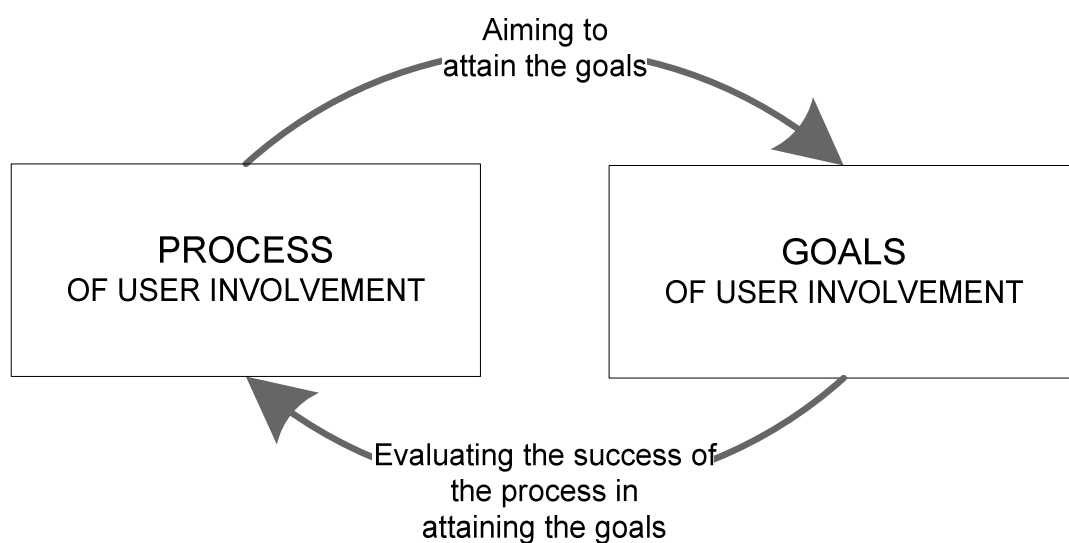 Aiming to
attain the goals
PROCESS
OF USER INVOLVEMENT
GOALS
OF USER INVOLVEMENT
Evaluating the success of
the process in
attaining the goals